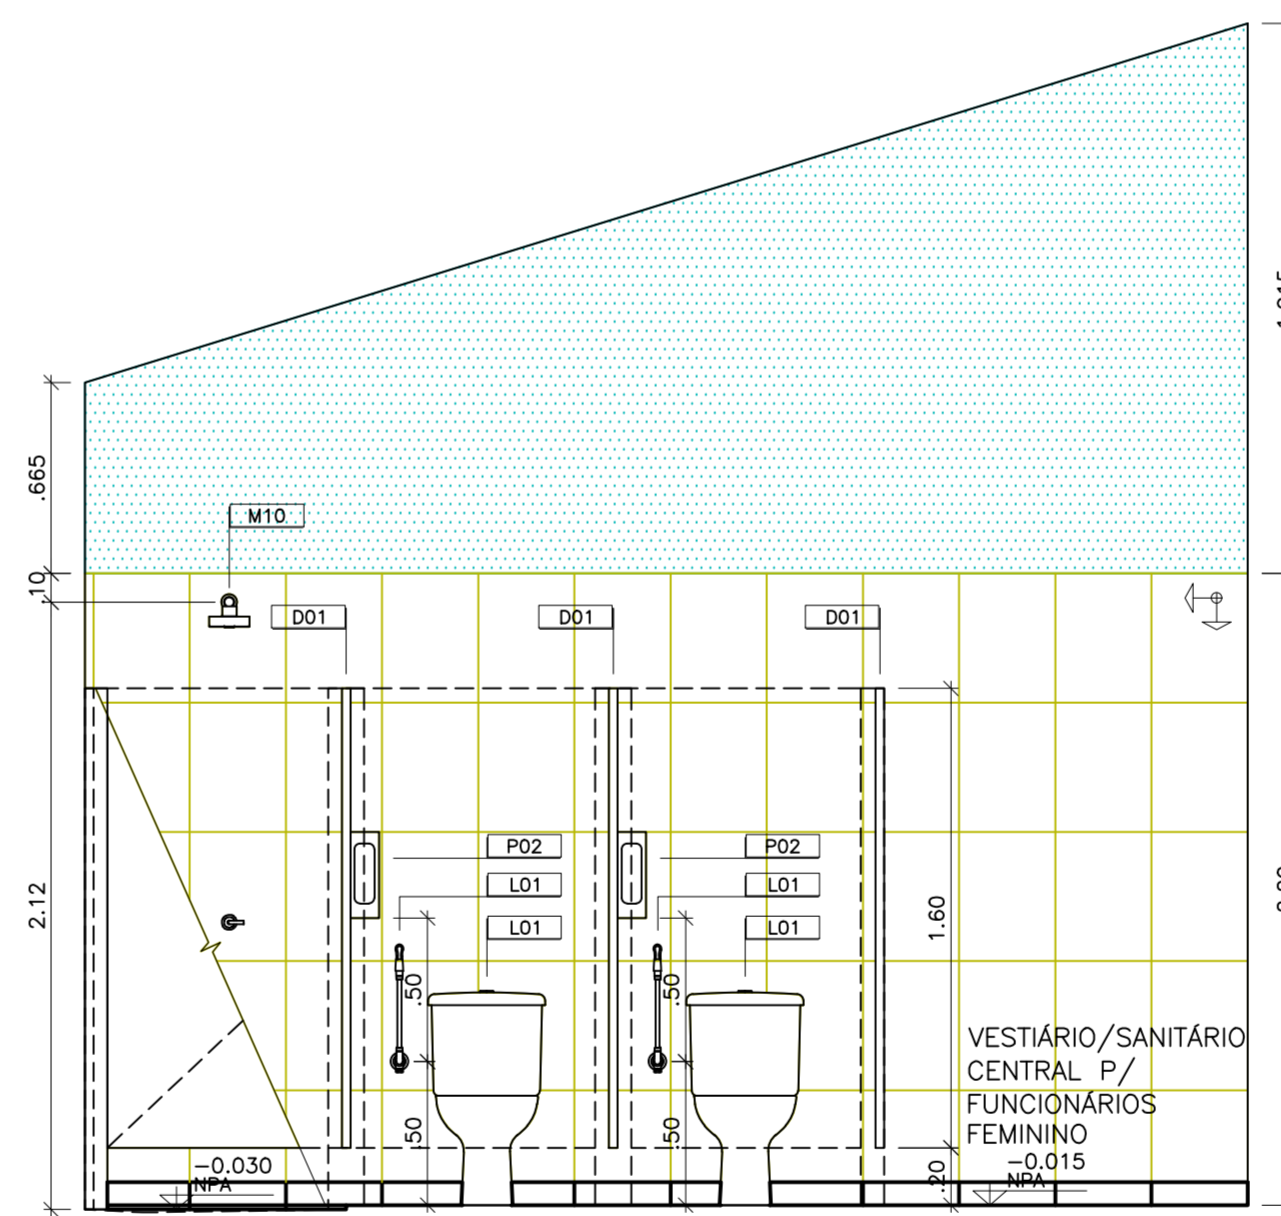 .665
M10
.10
D01
D01
D01
P02
P02
L01
L01
L01
L01
2.12
1.60
.50
.50
VESTIÁRIO/SANITÁRIO
CENTRAL P/
FUNCIONÁRIOS
FEMININO
.50
.50
-0.030
NPA
-0.015
NPA
.20